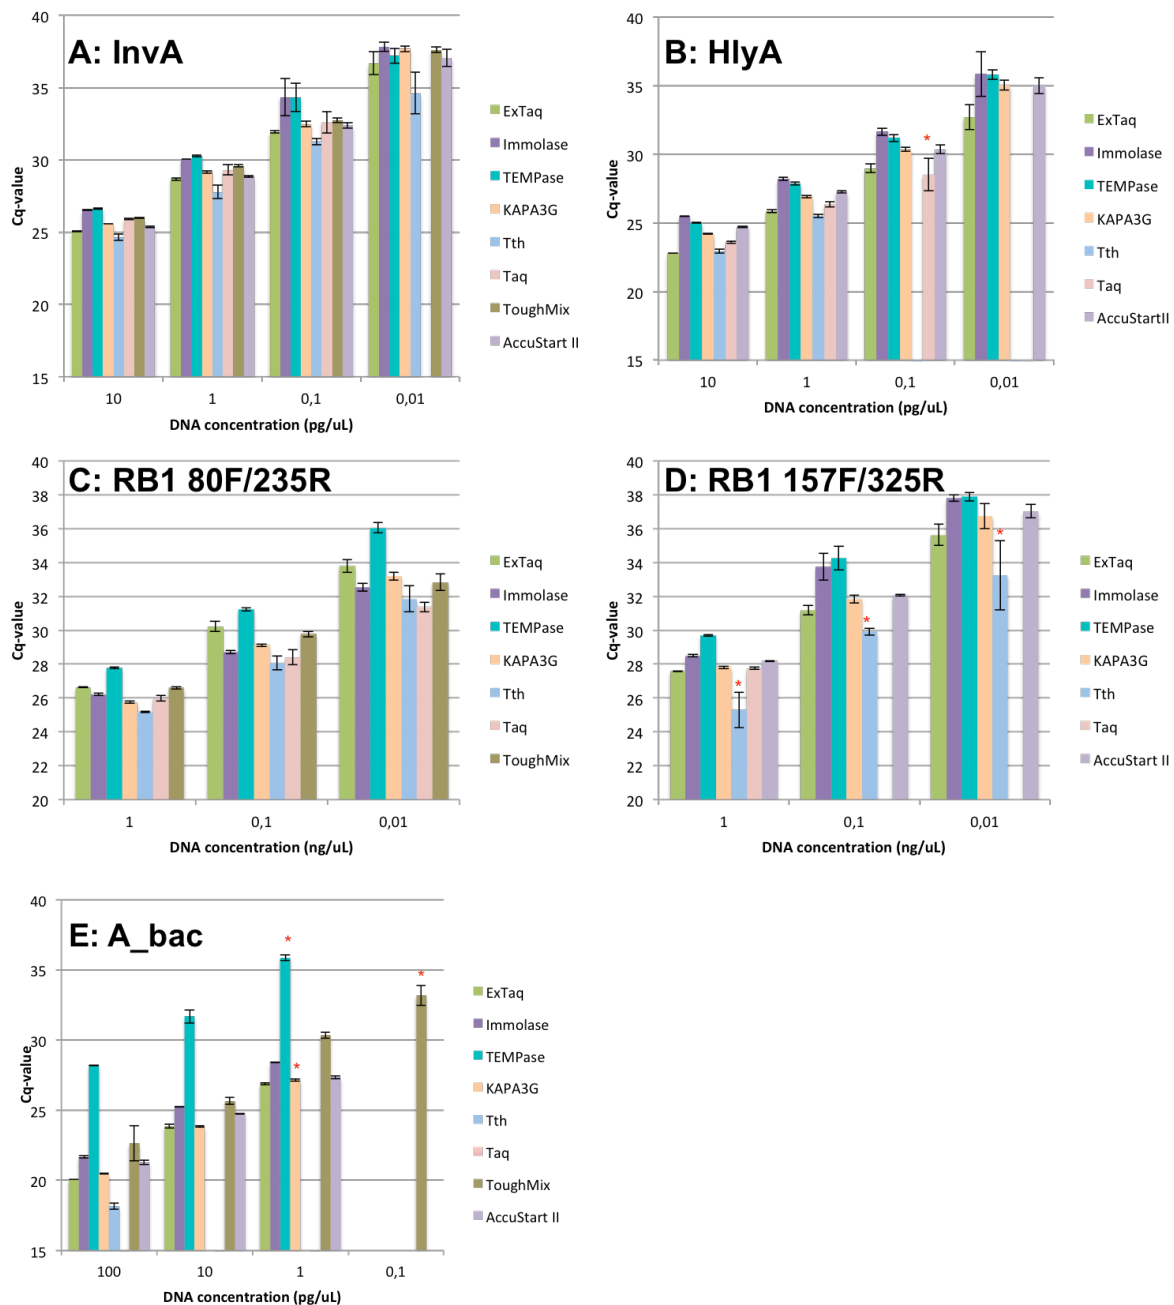 A: InvA
Cq-value
40
35
30
25
20
15
10
1
0,1
0,01
DNA concentration (pg/uL)
ExTaq
Immolase
TEMPase
KAPA3G
Tth
Taq
ToughMix
AccuStart II
B: HlyA
Cq-value
40
35
30
25
20
15
*
10
1
0,1
0,01
DNA concentration (pg/uL)
ExTaq
Immolase
TEMPase
KAPA3G
Tth
Taq
AccuStartII
C: RB1 80F/235R
Cq-value
40
38
36
34
32
30
28
26
24
22
20
1
0,1
0,01
DNA concentration (ng/uL)
ExTaq
Immolase
TEMPase
KAPA3G
Tth
Taq
ToughMix
D: RB1 157F/325R
Cq-value
40
38
36
34
32
30
28
26
24
22
20
*
*
*
1
0,1
0,01
DNA concentration (ng/uL)
ExTaq
Immolase
TEMPase
KAPA3G
Tth
Taq
AccuStart II
E: A_bac
Cq-value
40
35
30
25
20
15
*
*
*
100
10
1
0,1
DNA concentration (pg/uL)
ExTaq
Immolase
TEMPase
KAPA3G
Tth
Taq
ToughMix
AccuStart II